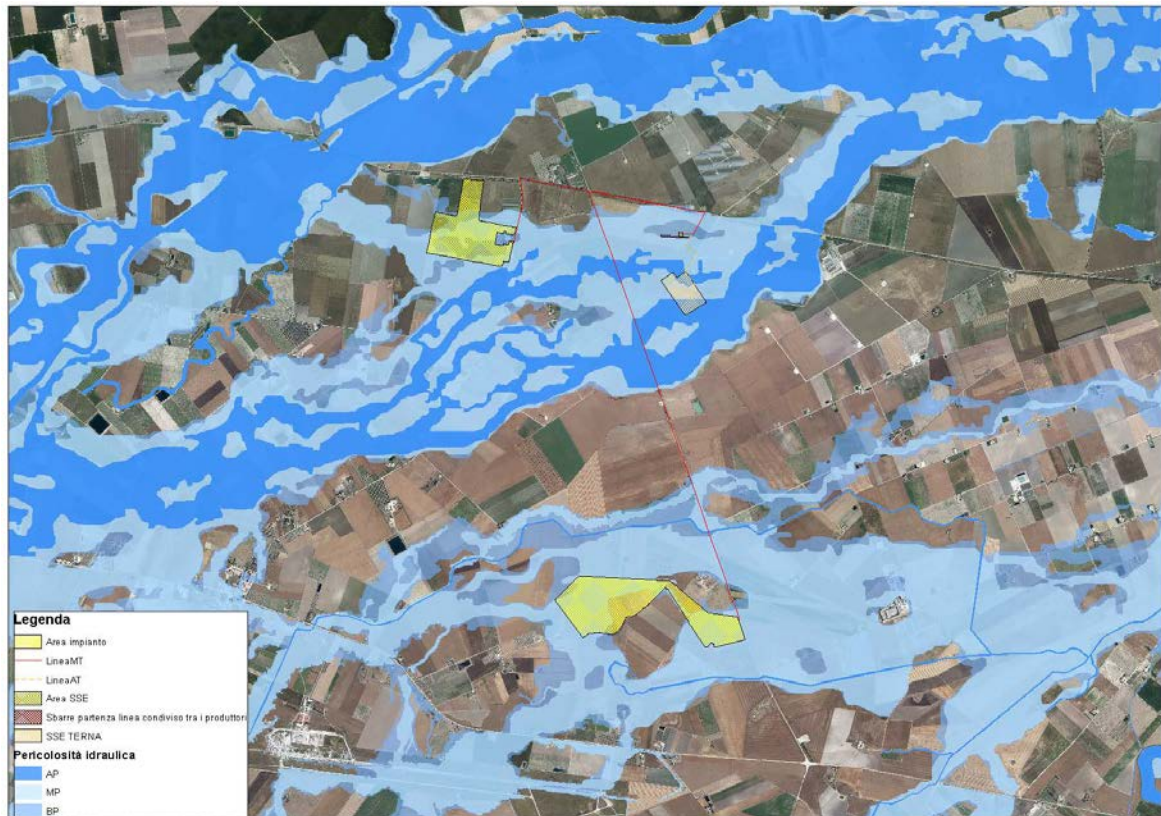 Legenda
Area impianto
LineaMT
LineaAT
Area SSE
Sbarre partenza linea condiviso tra i produttori
SSE TERNA
Pericolosità idraulica
AP
MP
BP